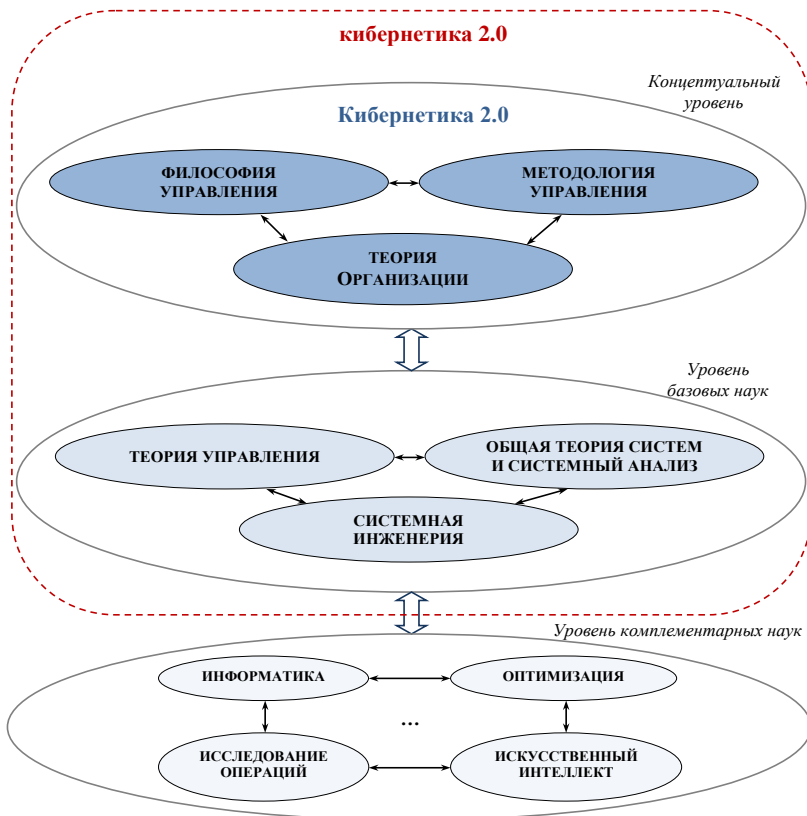 кибернетика 2.0
Концептуальный
уровень
Кибернетика 2.0
ФИЛОСОФИЯ
УПРАВЛЕНИЯ
МЕТОДОЛОГИЯ
УПРАВЛЕНИЯ
ТЕОРИЯ
ОРГАНИЗАЦИИ
Уровень
базовых наук
ТЕОРИЯ УПРАВЛЕНИЯ
ОБЩАЯ ТЕОРИЯ СИСТЕМ
И СИСТЕМНЫЙ АНАЛИЗ
СИСТЕМНАЯ
ИНЖЕНЕРИЯ
Уровень комплементарных наук
ИНФОРМАТИКА
ОПТИМИЗАЦИЯ
...
ИССЛЕДОВАНИЕ
ОПЕРАЦИЙ
ИСКУССТВЕННЫЙ
ИНТЕЛЛЕКТ